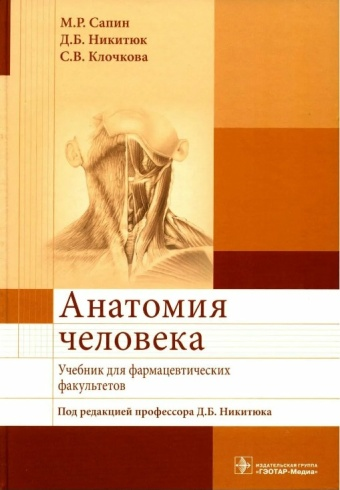 М.Р. Сапин
Д.Б. Никитюк
С.В. Клочкова
Анатомия
человека
Учебник для фармацевтических
факультетов
Под редакцией профессора Д.Б. Никитюка
ИЗДАТЕЛЬСКАЯ ГРУППА
«ГЭОТАР-Медиа»